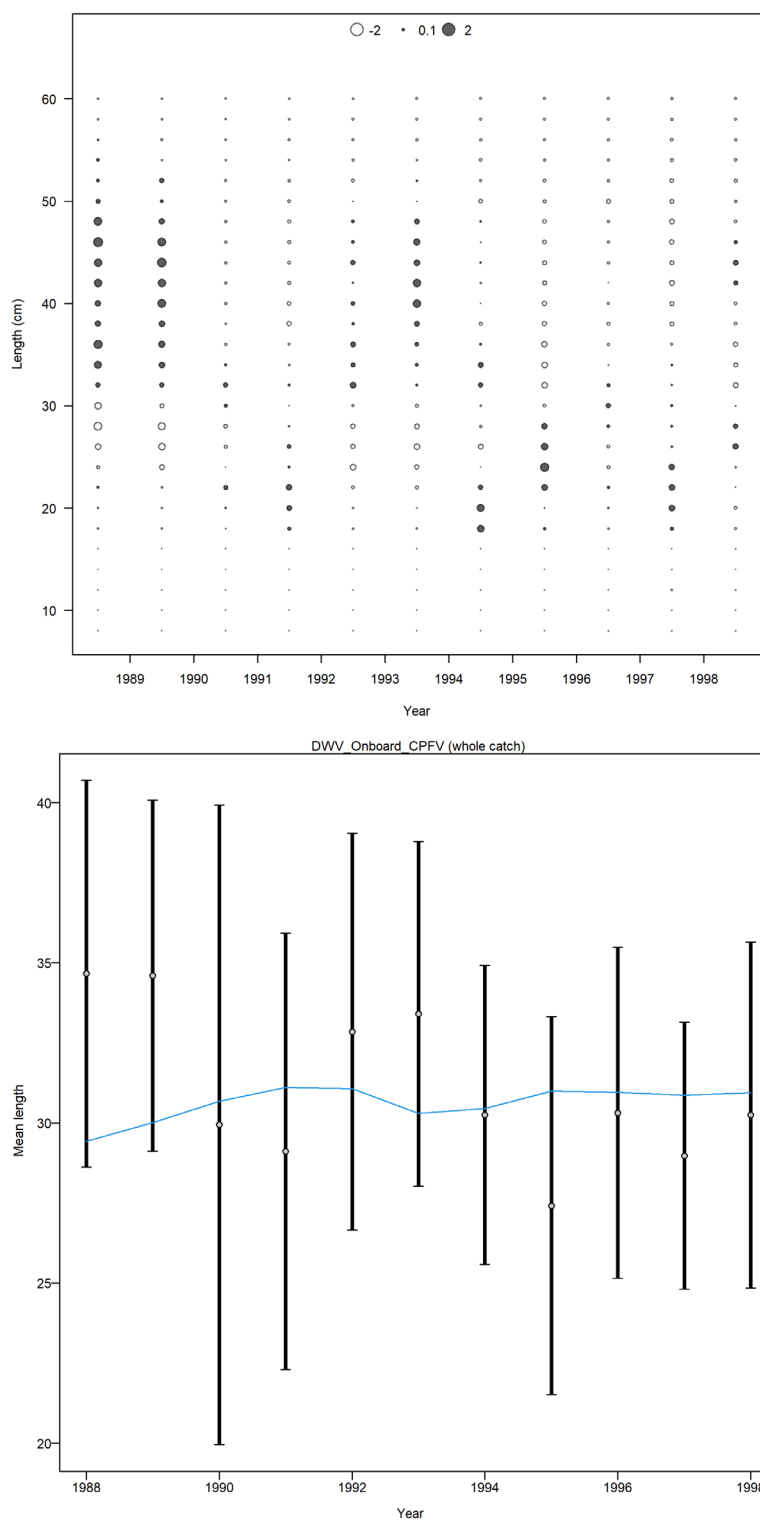 -2 0.1 2
60
50
40
30
20
10
Length (cm)
1989 1990 1991 1992 1993 1994 1995 1996 1997 1998
Year
DWV_Onboard_CPFV (whole catch)
40
35
30
25
20
Mean length
1988 1990 1992 1994 1996 1998
Year